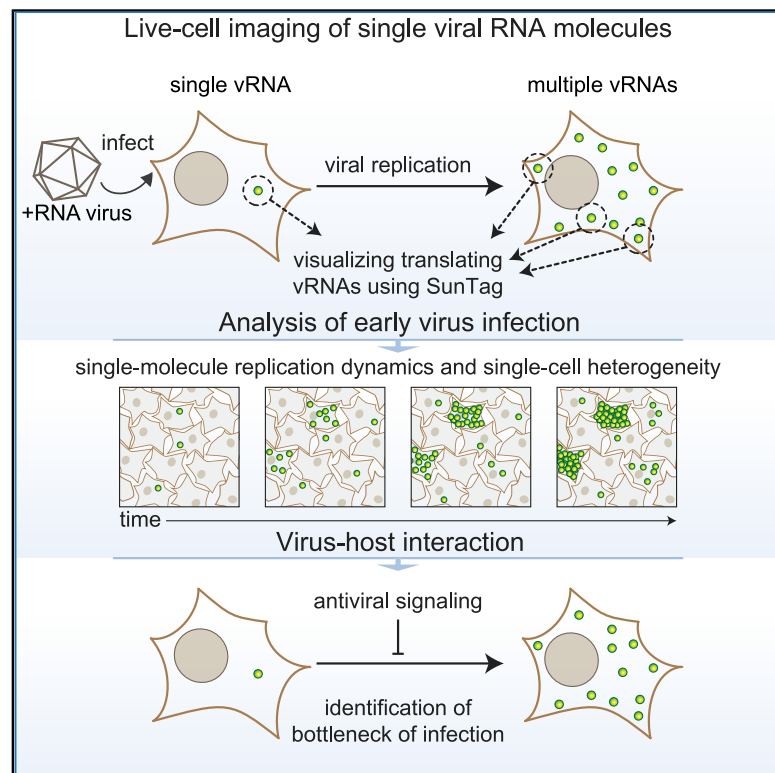 Live-cell imaging of single viral RNA molecules
single vRNA
multiple vRNAs
infect
viral replication
+RNA virus
visualizing translating
vRNAs using SunTag
Analysis of early virus infection
single-molecule replication dynamics and single-cell heterogeneity
time
Virus-host interaction
antiviral signaling
identification of
bottleneck of infection